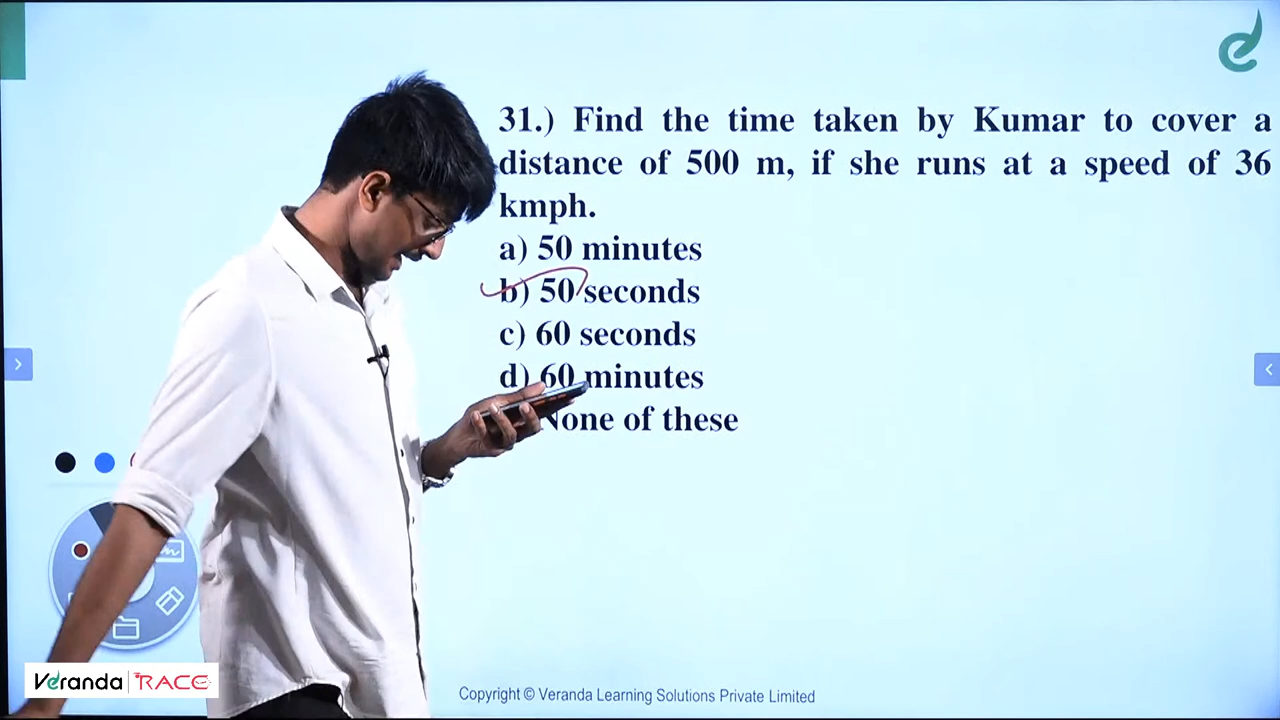 31.) Find the time taken by Kumar to cover a
distance of 500 m, if she runs at a speed of 36
kmph.
a) 50 minutes
b) 50 seconds
c) 60 seconds
d) 60 minutes
None of these
Veranda RACE
Copyright © Veranda Learning Solutions Private Limited